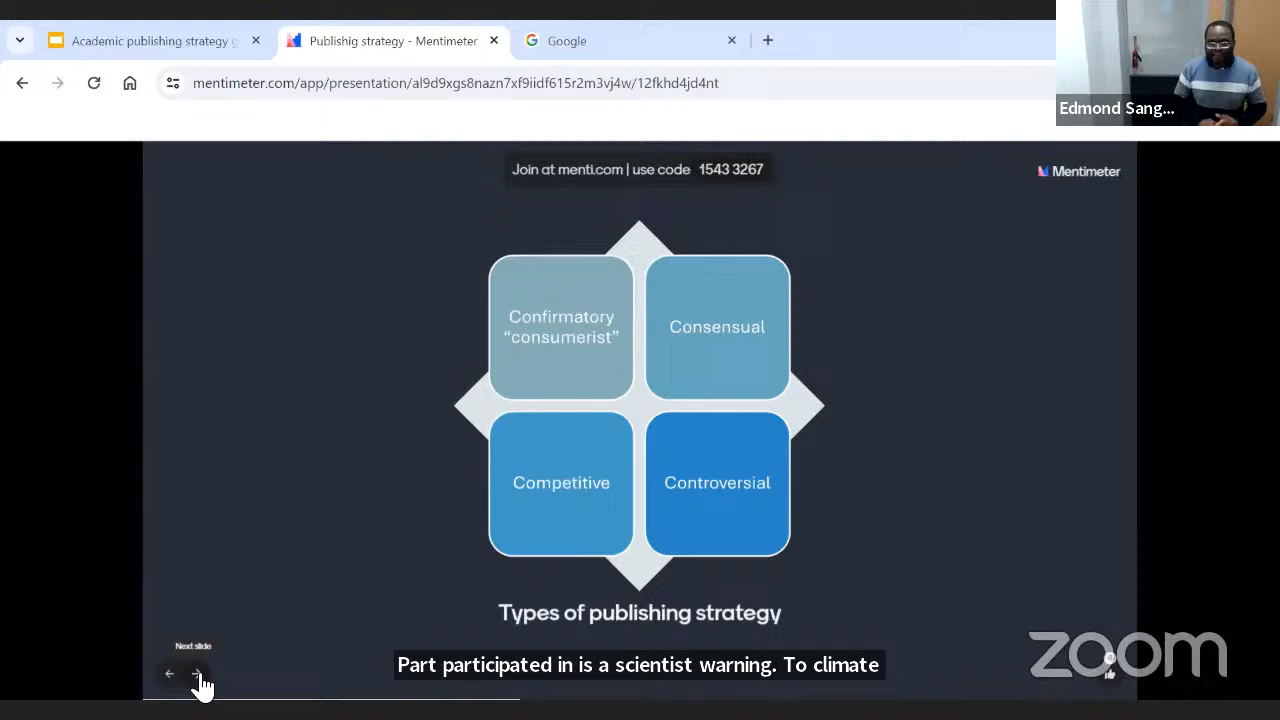 Academic publishing strategy g
Publishig strategy - Mentimeter
Google
mentimeter.com/app/presentation/al9d9xgs8nazn7xf9iidf615r2m3vj4w/12fkhd4jd4nt
Edmond Sang...
Join at menti.com | use code 1543 3267
Mentimeter
Confirmatory
“consumerist”
Consensual
Competitive
Controversial
Types of publishing strategy
Next slide
Part participated in is a scientist warning. To climate
zoom